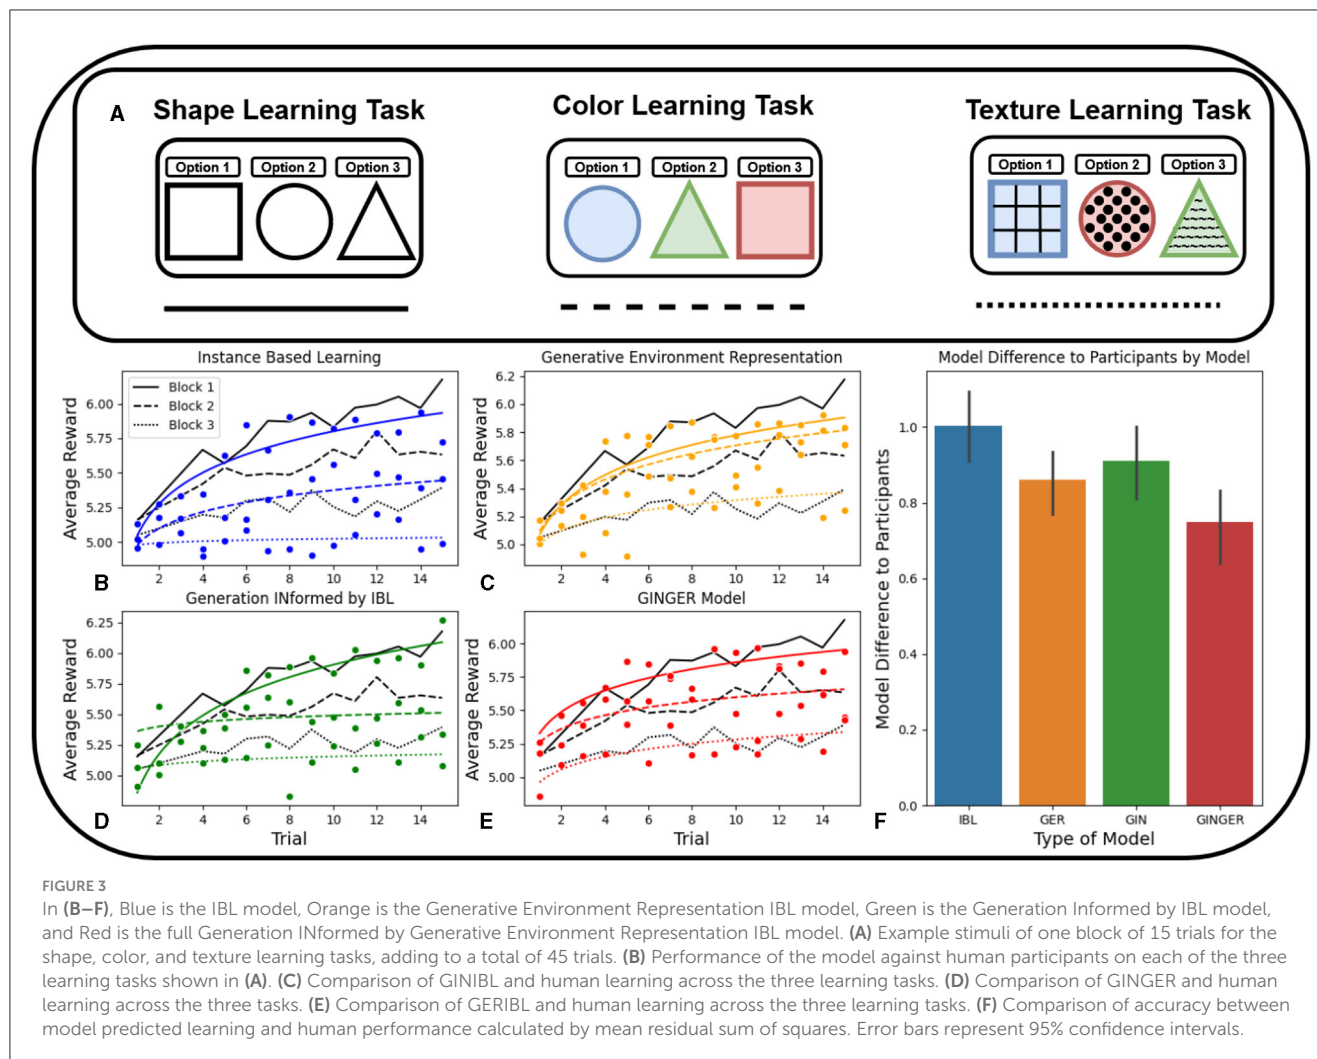 A
Shape Learning Task
Color Learning Task
Texture Learning Task
Option 1 Option 2 Option 3
Option 1 Option 2 Option 3
Option 1 Option 2 Option 3
Instance Based Learning
Average Reward
6.00
5.75
5.50
5.25
5.00
Block 1
Block 2
Block 3
2 4 6 8 10 12 14
B
Generative Environment Representation
Average Reward
6.2
6.0
5.8
5.6
5.4
5.2
5.0
2 4 6 8 10 12 14
C
Generation INformed by IBL
Average Reward
6.25
6.00
5.75
5.50
5.25
5.00
2 4 6 8 10 12 14
Trial
D
GINGER Model
Average Reward
6.00
5.75
5.50
5.25
5.00
2 4 6 8 10 12 14
Trial
E
Model Difference to Participants by Model
Model Difference to Participants
1.0
0.8
0.6
0.4
0.2
0.0
IBL GER GIN GINGER
Type of Model
F
FIGURE 3
In (B–F), Blue is the IBL model, Orange is the Generative Environment Representation IBL model, Green is the Generation Informed by IBL model,
and Red is the full Generation INformed by Generative Environment Representation IBL model. (A) Example stimuli of one block of 15 trials for the
shape, color, and texture learning tasks, adding to a total of 45 trials. (B) Performance of the model against human participants on each of the three
learning tasks shown in (A). (C) Comparison of GINIBL and human learning across the three learning tasks. (D) Comparison of GINGER and human
learning across the three tasks. (E) Comparison of GERIBL and human learning across the three learning tasks. (F) Comparison of accuracy between
model predicted learning and human performance calculated by mean residual sum of squares. Error bars represent 95% confidence intervals.